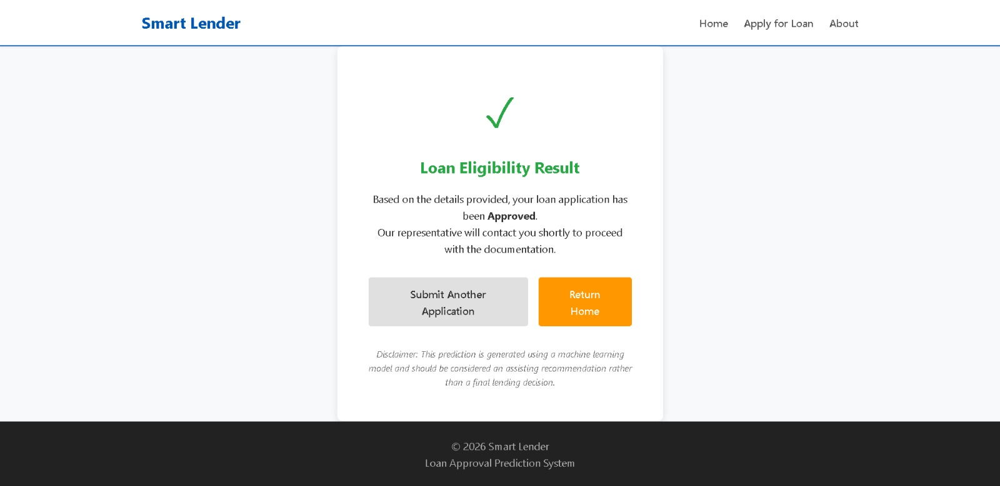 Smart Lender
Home Apply for Loan About
Loan Eligibility Result
Based on the details provided, your loan application has
been Approved.
Our representative will contact you shortly to proceed
with the documentation.
Submit Another
Application
Return
Home
Disclaimer: This prediction is generated using a machine learning
model and should be considered an assisting recommendation rather
than a final lending decision.
© 2026 Smart Lender
Loan Approval Prediction System